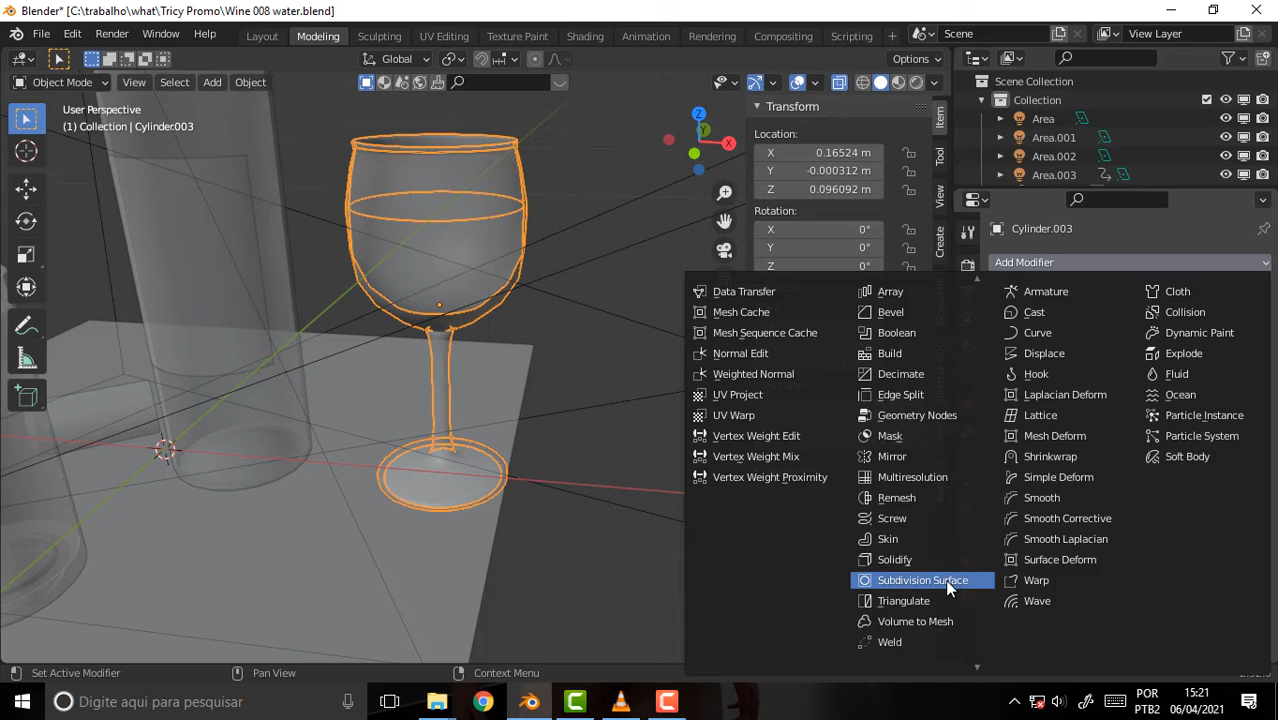 Blender* [C:\trabalho\what\Tricy Promo\Wine 008 water.blend]
File Edit Render Window Help Layout Modeling Sculpting UV Editing Texture Paint Shading Animation Rendering Compositing Scripting + Scene View Layer
Global Options
Object Mode View Select Add Object
User Perspective
(1) Collection | Cylinder.003
Z
Y
X
Transform
Location:
X 0.16524 m
Y -0.000312 m
Z 0.096092 m
Rotation:
X 0°
Y 0°
Z 0°
Item
Tool
View
Create
Scene Collection
Collection
Area
Area.001
Area.002
Area.003
Cylinder.003
Add Modifier
Data Transfer
Mesh Cache
Mesh Sequence Cache
Normal Edit
Weighted Normal
UV Project
UV Warp
Vertex Weight Edit
Vertex Weight Mix
Vertex Weight Proximity
Array
Bevel
Boolean
Build
Decimate
Edge Split
Geometry Nodes
Mask
Mirror
Multiresolution
Remesh
Screw
Skin
Solidify
Subdivision Surface
Triangulate
Volume to Mesh
Weld
Armature
Cast
Curve
Displace
Hook
Laplacian Deform
Lattice
Mesh Deform
Shrinkwrap
Simple Deform
Smooth
Smooth Corrective
Smooth Laplacian
Surface Deform
Warp
Wave
Cloth
Collision
Dynamic Paint
Explode
Fluid
Ocean
Particle Instance
Particle System
Soft Body
Set Active Modifier Pan View Context Menu
Digite aqui para pesquisar
POR
PTB2
15:21
06/04/2021